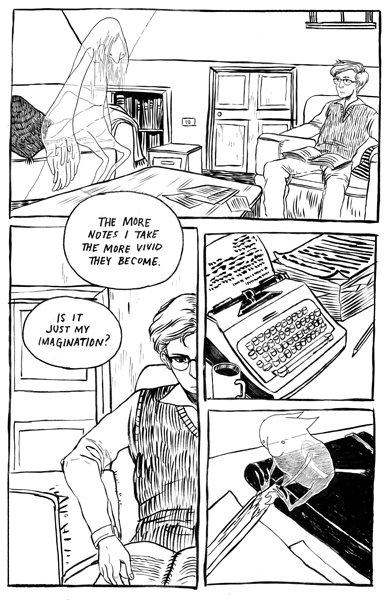 THE MORE
NOTES I TAKE
THE MORE VIVID
THEY BECOME.
IS IT
JUST MY
IMAGINATION?